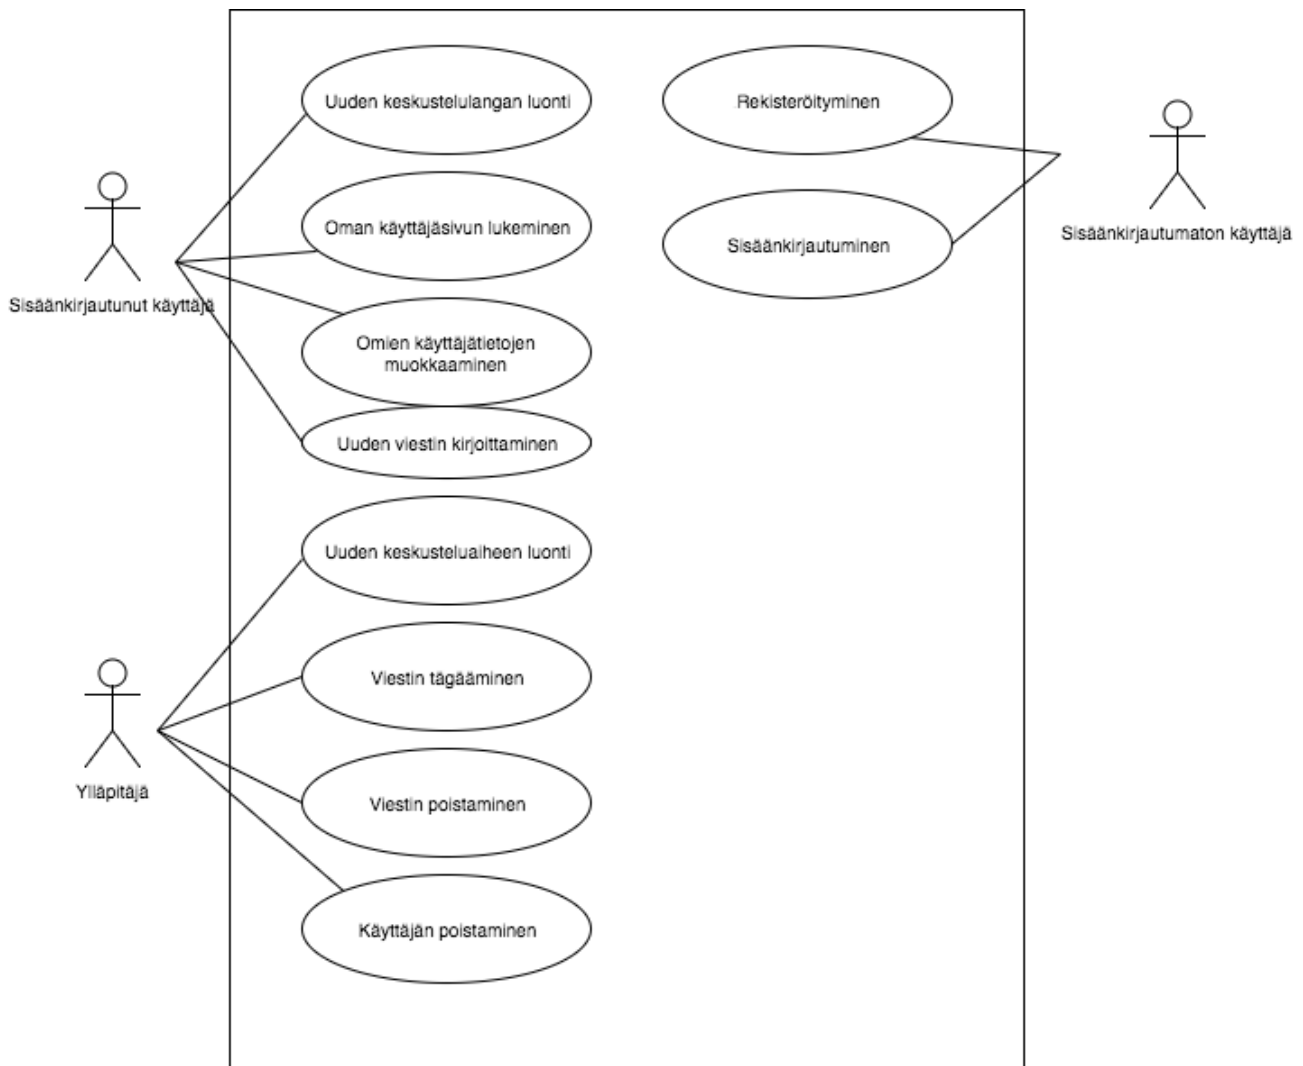 Uuden keskustelulangan luonti
Rekisteröityminen
Oman käyttäjäsivun lukeminen
Sisäänkirjautuminen
Sisäänkirjautumaton käyttäjä
Sisäänkirjautunut käyttäjä
Omien käyttäjätietojen
muokkaaminen
Uuden viestin kirjoittaminen
Uuden keskusteluaiheen luonti
Viestin tägääminen
Ylläpitäjä
Viestin poistaminen
Käyttäjän poistaminen